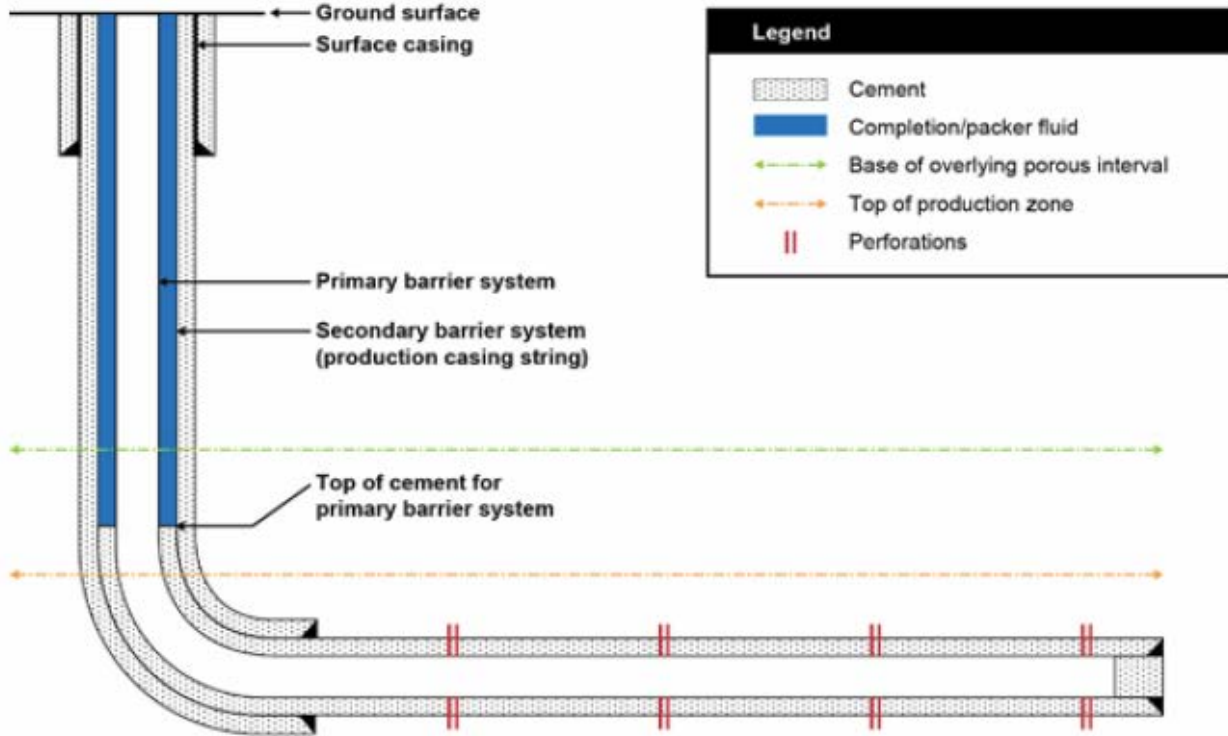 Ground surface
Surface casing
Primary barrier system
Secondary barrier system
(production casing string)
Top of cement for
primary barrier system
Legend
Cement
Completion/packer fluid
Base of overlying porous interval
Top of production zone
Perforations